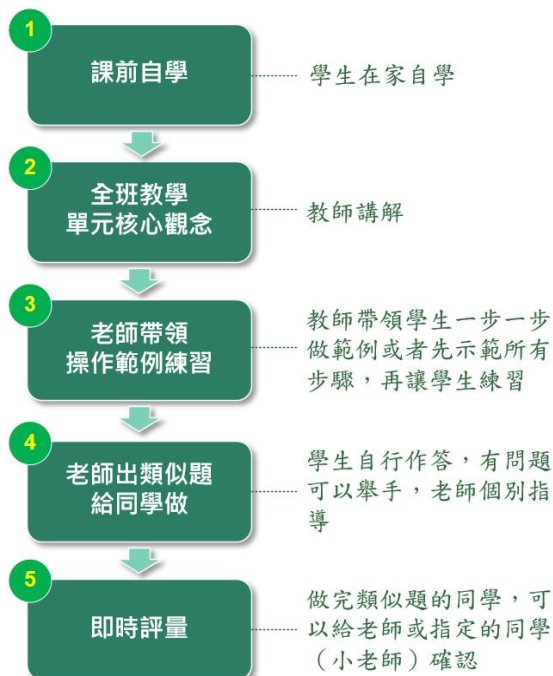 1
課前自學
學生在家自學
2
全班教學
單元核心觀念
教師講解
3
老師帶領
操作範例練習
教師帶領學生一步一步
做範例或者先示範所有
步驟，再讓學生練習
4
老師出類似題
給同學做
學生自行作答，有問題
可以舉手，老師個別指
導
5
即時評量
做完類似題的同學，可
以給老師或指定的同學
（小老師）確認